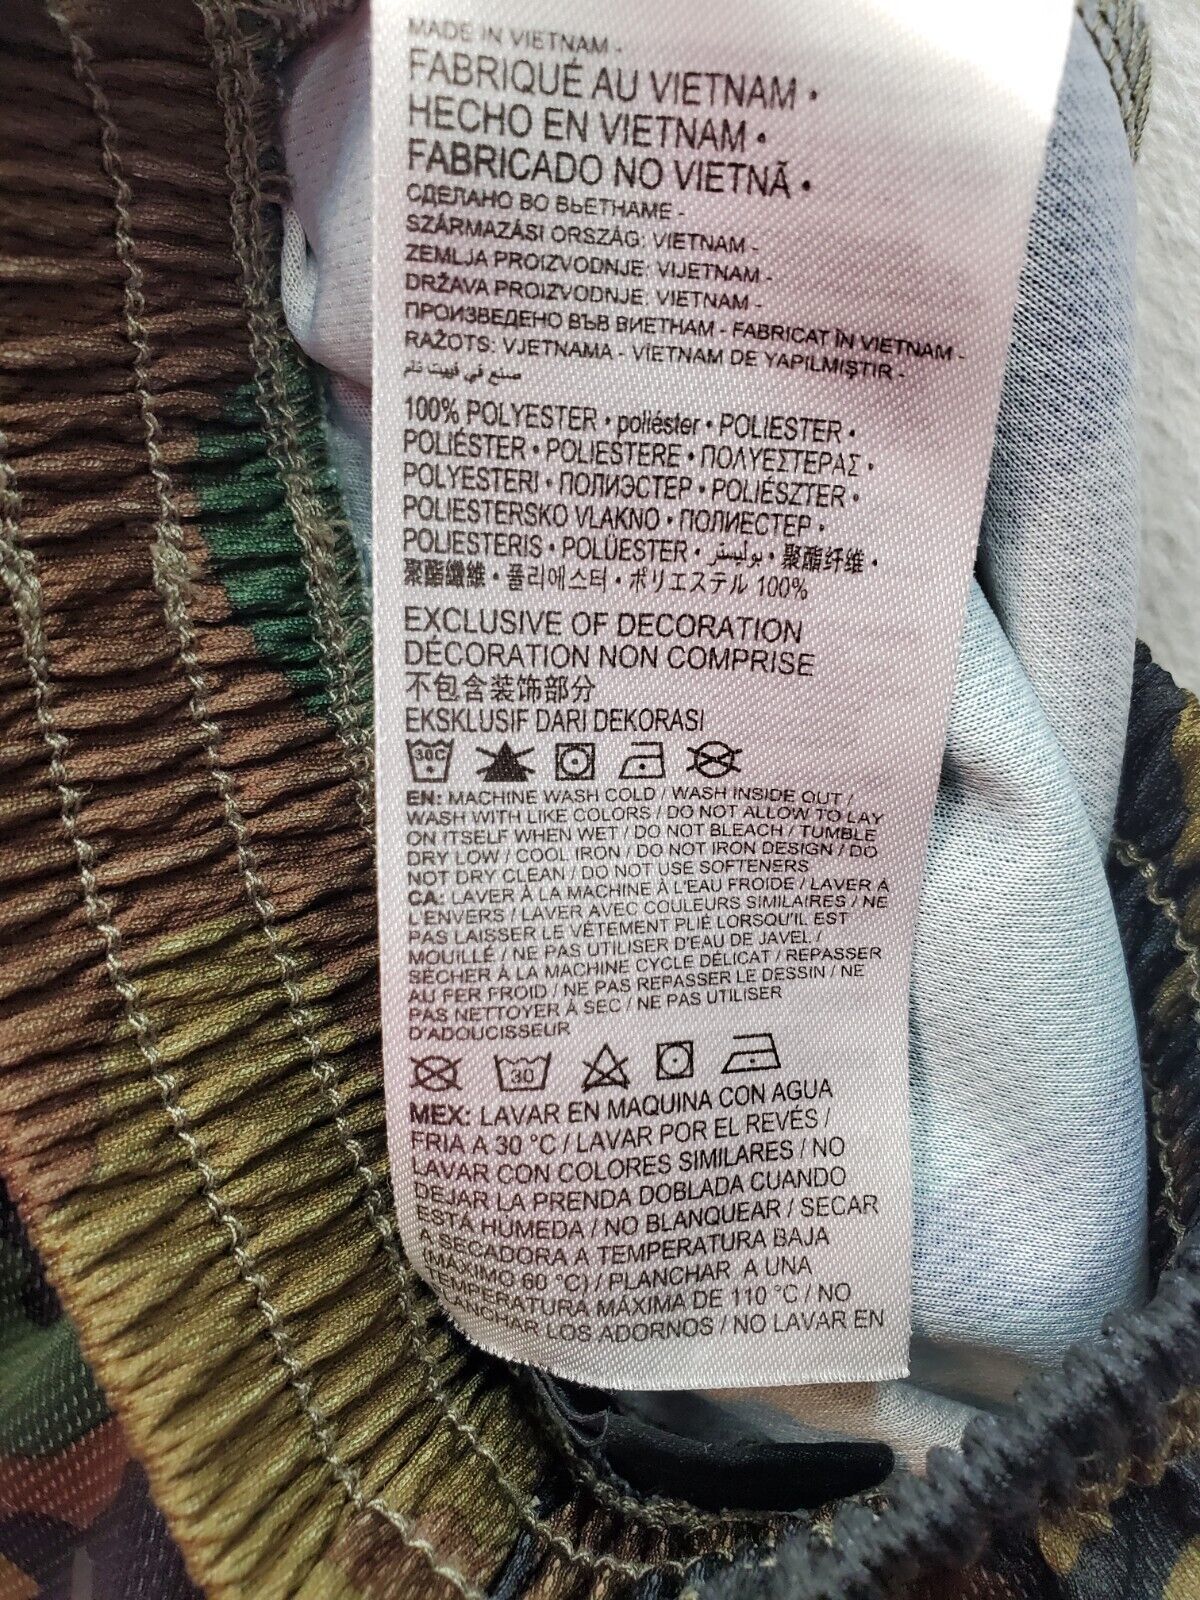 MADE IN VIETNAM -
FABRIQUÉ AU VIETNAM •
HECHO EN VIETNAM •
FABRICADO NO VIETNÃ •
СДЕЛАНО ВО ВЬЕТНАМЕ -
SZÁRMAZÁSI ORSZÁG: VIETNAM -
ZEMLJA PROIZVODNJE: VIJETNAM -
DRŽAVA PROIZVODNJE: VIETNAM -
ПРОИЗВЕДЕНО ВЪВ ВИЕТНАМ - FABRICAT ÎN VIETNAM -
RAŽOTS: VJETNAMA - VİETNAM DE YAPILMIŞTIR -
صنع في فييت نام
100% POLYESTER • poliéster • POLIESTER •
POLIÉSTER • POLIESTERE • ΠΟΛΥΕΣΤΕΡΑΣ •
POLYESTERI • ПОЛИЭСТЕР • POLIÉSZTER •
POLIESTERSKO VLAKNO • ПОЛИЕСТЕР •
POLIESTERIS • POLÜESTER • بوليستر • 聚酯纤维 •
聚酯纖維 • 폴리에스터 • ポリエステル 100%
EXCLUSIVE OF DECORATION
DÉCORATION NON COMPRISE
不包含装饰部分
EKSKLUSIF DARI DEKORASI
30C
EN: MACHINE WASH COLD / WASH INSIDE OUT /
WASH WITH LIKE COLORS / DO NOT ALLOW TO LAY
ON ITSELF WHEN WET / DO NOT BLEACH / TUMBLE
DRY LOW / COOL IRON / DO NOT IRON DESIGN / DO
NOT DRY CLEAN / DO NOT USE SOFTENERS
CA: LAVER À LA MACHINE À L'EAU FROIDE / LAVER A
L'ENVERS / LAVER AVEC COULEURS SIMILAIRES / NE
PAS LAISSER LE VÊTEMENT PLIÉ LORSQU'IL EST
MOUILLÉ / NE PAS UTILISER D'EAU DE JAVEL /
SÉCHER À LA MACHINE CYCLE DÉLICAT / REPASSER
AU FER FROID / NE PAS REPASSER LE DESSIN / NE
PAS NETTOYER À SEC / NE PAS UTILISER
D'ADOUCISSEUR
30
MEX: LAVAR EN MAQUINA CON AGUA
FRIA A 30 °C / LAVAR POR EL REVÉS /
LAVAR CON COLORES SIMILARES / NO
DEJAR LA PRENDA DOBLADA CUANDO
ESTÁ HUMEDA / NO BLANQUEAR / SECAR
A SECADORA A TEMPERATURA BAJA
(MÁXIMO 60 °C) / PLANCHAR A UNA
TEMPERATURA MÁXIMA DE 110 °C / NO
PLANCHAR LOS ADORNOS / NO LAVAR EN